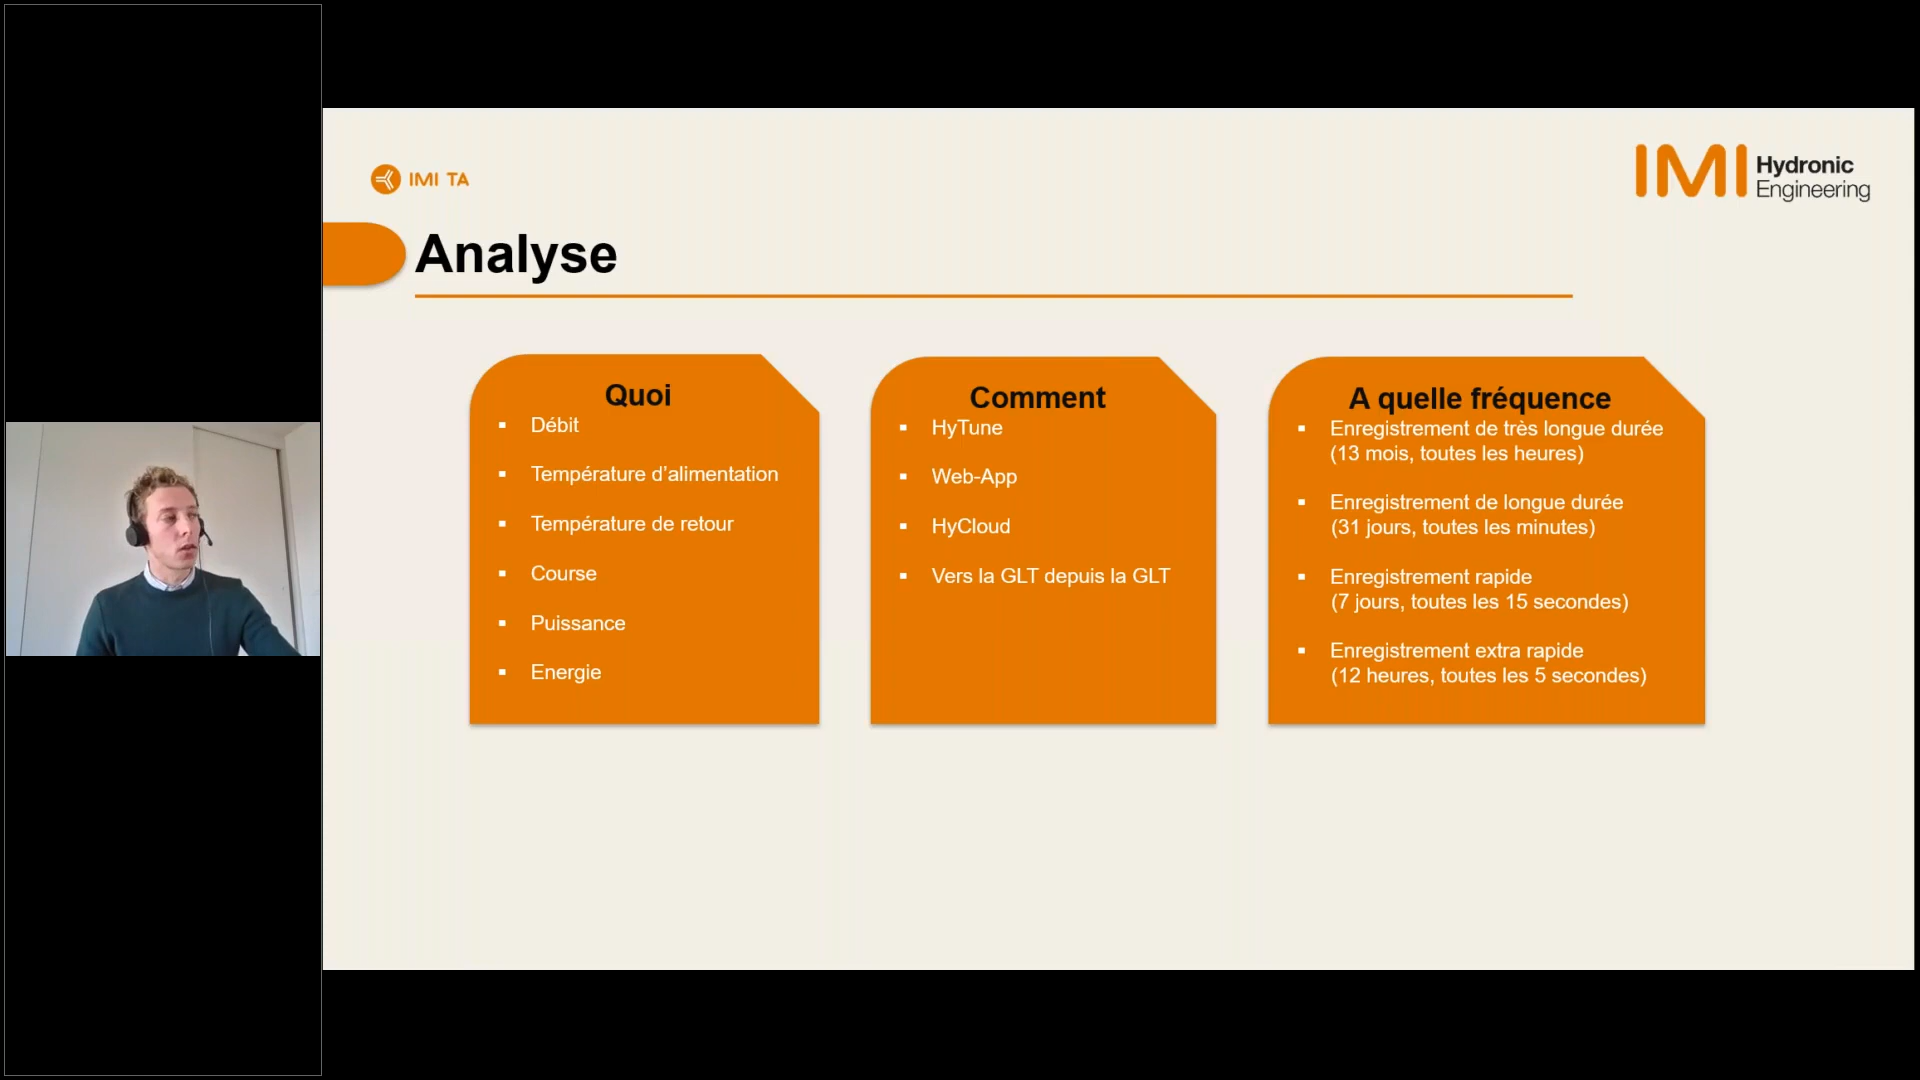 IMI TA
IMI Hydronic
Engineering
Analyse
Quoi
▪ Débit
▪ Température d’alimentation
▪ Température de retour
▪ Course
▪ Puissance
▪ Energie
Comment
▪ HyTune
▪ Web-App
▪ HyCloud
▪ Vers la GLT depuis la GLT
A quelle fréquence
▪ Enregistrement de très longue durée
(13 mois, toutes les heures)
▪ Enregistrement de longue durée
(31 jours, toutes les minutes)
▪ Enregistrement rapide
(7 jours, toutes les 15 secondes)
▪ Enregistrement extra rapide
(12 heures, toutes les 5 secondes)